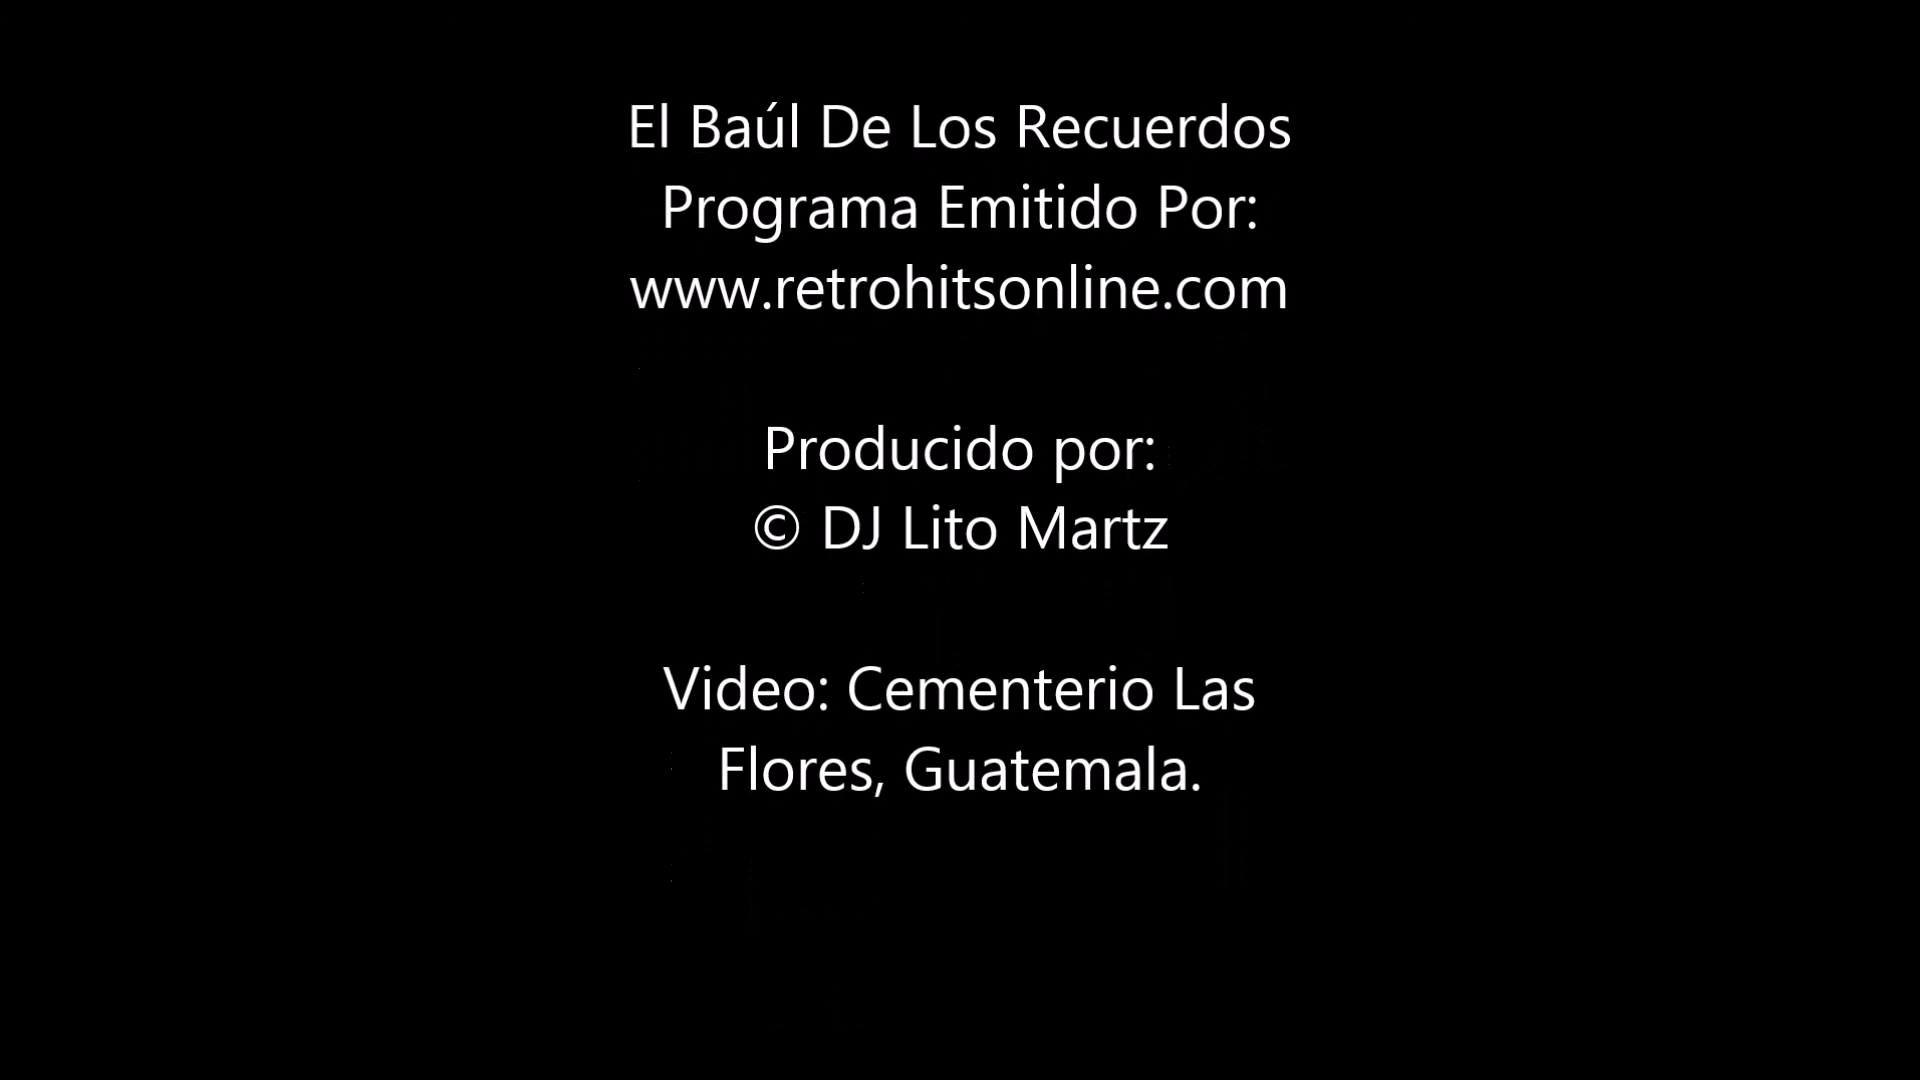 El Baúl De Los Recuerdos
Programa Emitido Por:
www.retrohitsonline.com
Producido por:
© DJ Lito Martz
Video: Cementerio Las
Flores, Guatemala.